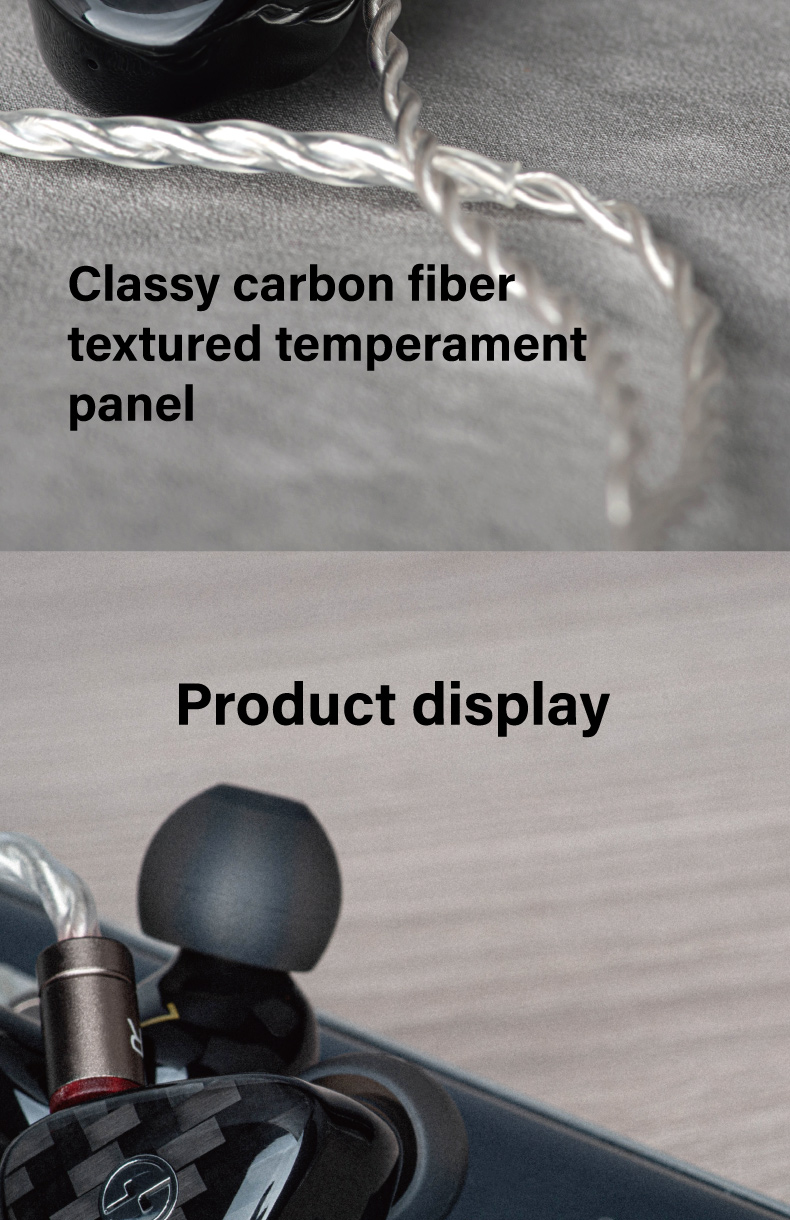 Classy carbon fiber
textured temperament
panel
Product display
R